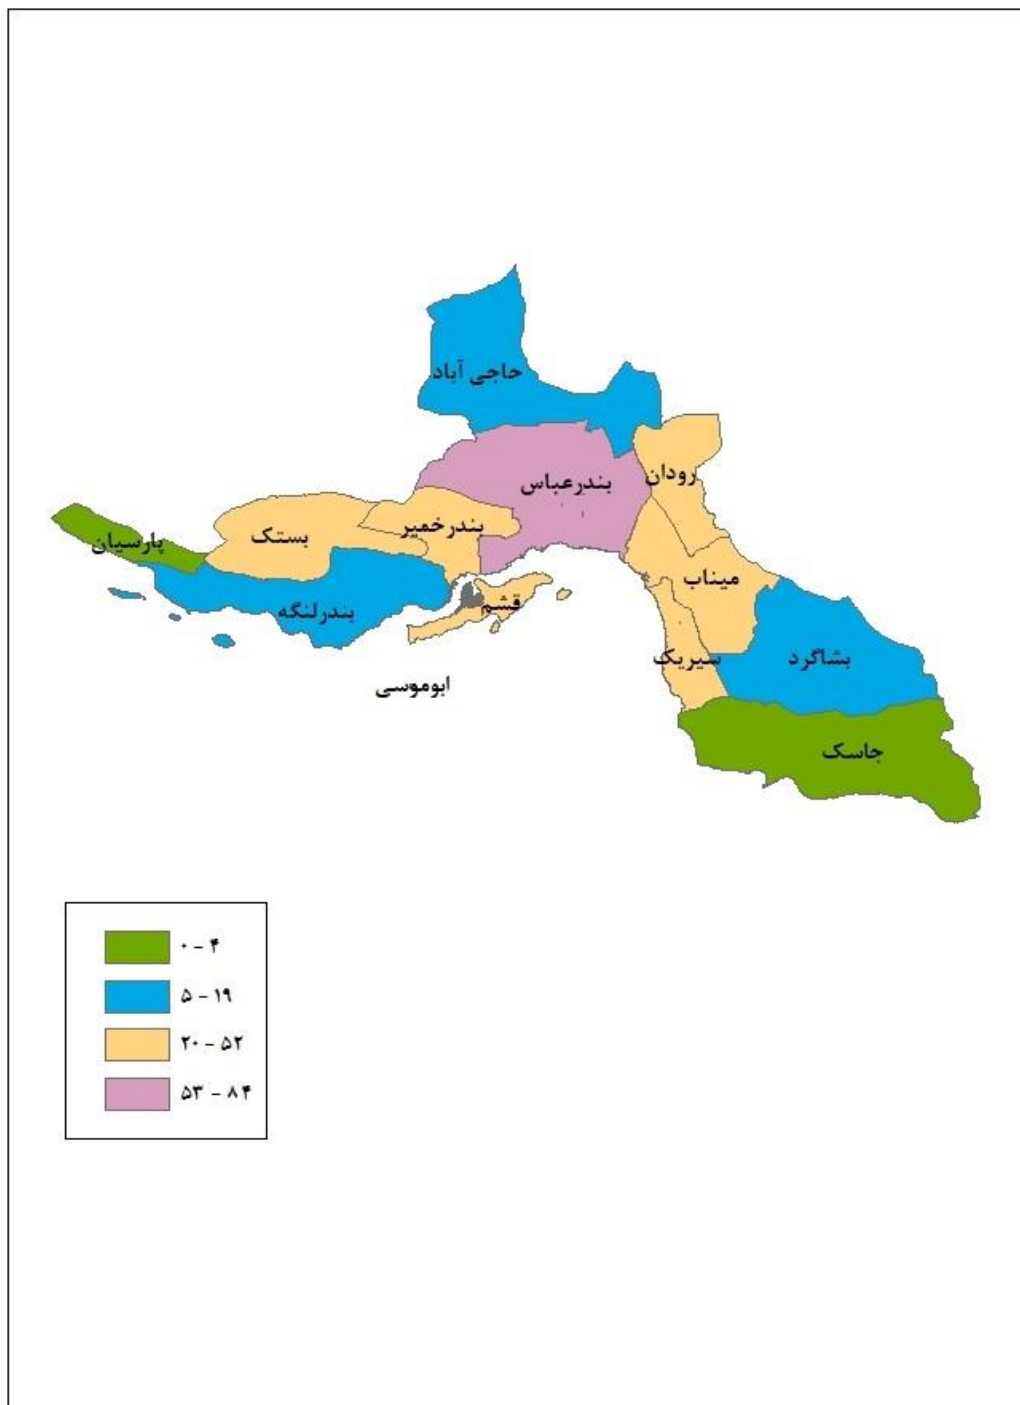 حاجی آباد
رودان
بندرعباس
بندرخمیر
بستک
پارسیان
میناب
قشم
بندرلنگه
سیریک
بشاگرد
ابوموسی
جاسک
۰ - ۴
۵ - ۱۹
۲۰ - ۵۲
۵۳ - ۸۴